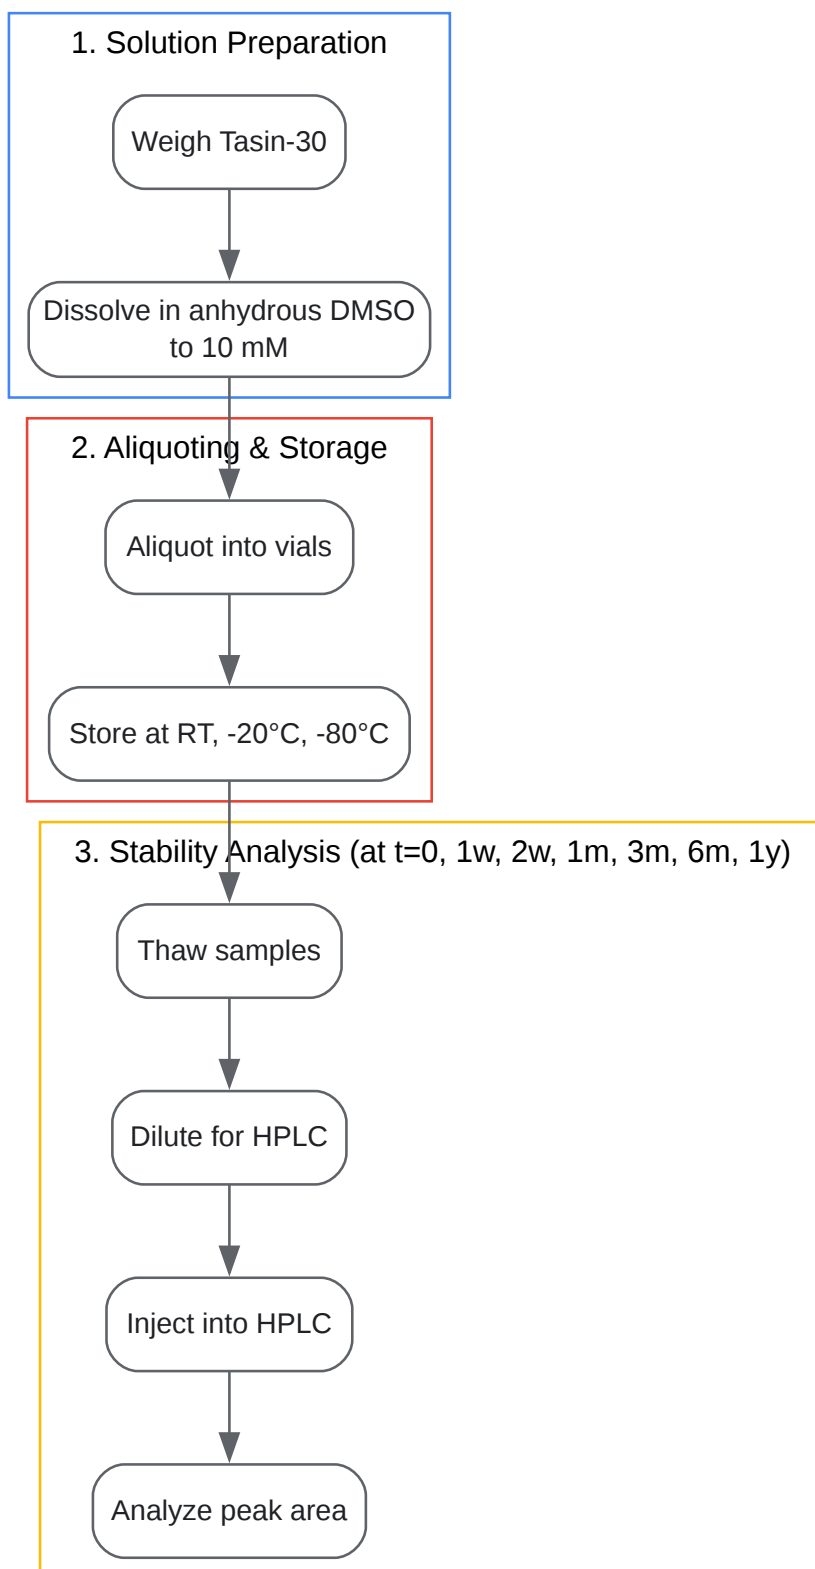 1. Solution Preparation
Weigh Tasin-30
Dissolve in anhydrous DMSO
to 10 mM
2. Aliquoting & Storage
Aliquot into vials
Store at RT, -20°C, -80°C
3. Stability Analysis (at t=0, 1w, 2w, 1m, 3m, 6m, 1y)
Thaw samples
Dilute for HPLC
Inject into HPLC
Analyze peak area